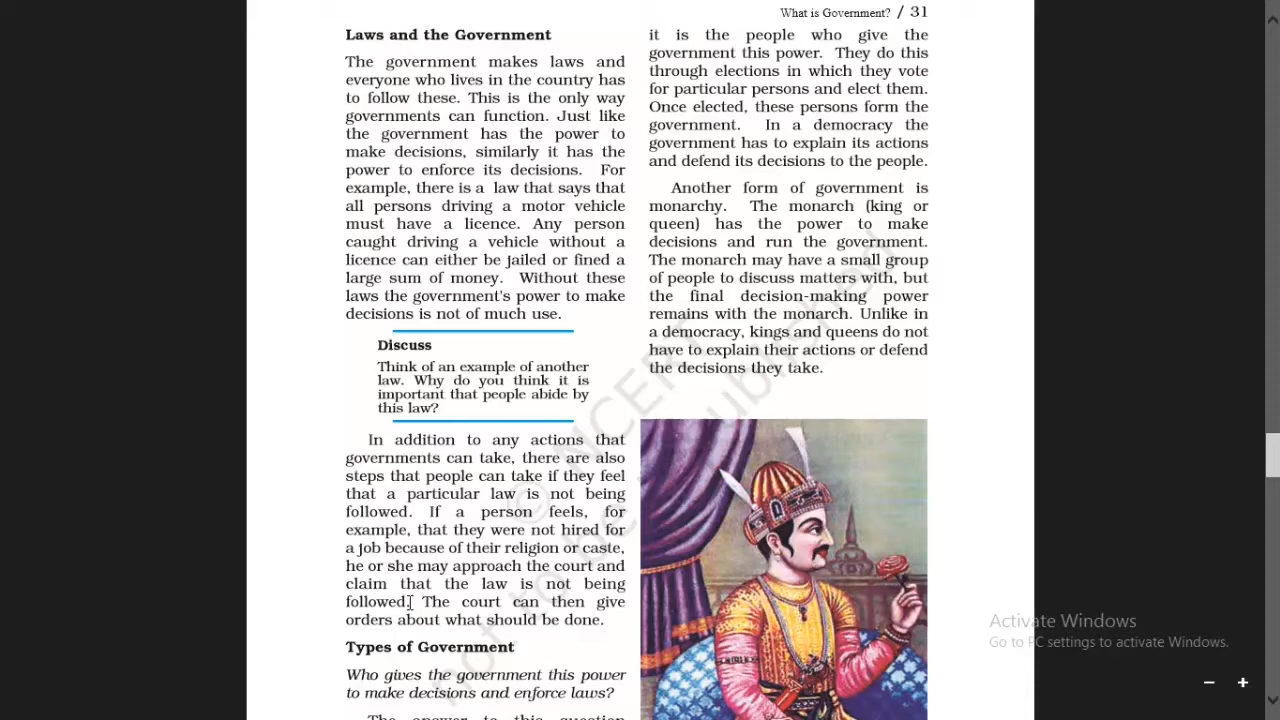 What is Government? / 31
Laws and the Government
The government makes laws and
everyone who lives in the country has
to follow these. This is the only way
governments can function. Just like
the government has the power to
make decisions, similarly it has the
power to enforce its decisions. For
example, there is a law that says that
all persons driving a motor vehicle
must have a licence. Any person
caught driving a vehicle without a
licence can either be jailed or fined a
large sum of money. Without these
laws the government's power to make
decisions is not of much use.
Discuss
Think of an example of another
law. Why do you think it is
important that people abide by
this law?
In addition to any actions that
governments can take, there are also
steps that people can take if they feel
that a particular law is not being
followed. If a person feels, for
example, that they were not hired for
a job because of their religion or caste,
he or she may approach the court and
claim that the law is not being
followed. The court can then give
orders about what should be done.
Types of Government
Who gives the government this power
to make decisions and enforce laws?
The answer to this question
it is the people who give the
government this power. They do this
through elections in which they vote
for particular persons and elect them.
Once elected, these persons form the
government. In a democracy the
government has to explain its actions
and defend its decisions to the people.
Another form of government is
monarchy. The monarch (king or
queen) has the power to make
decisions and run the government.
The monarch may have a small group
of people to discuss matters with, but
the final decision-making power
remains with the monarch. Unlike in
a democracy, kings and queens do not
have to explain their actions or defend
the decisions they take.
© NCERT
not to be published
Activate Windows
Go to PC settings to activate Windows.